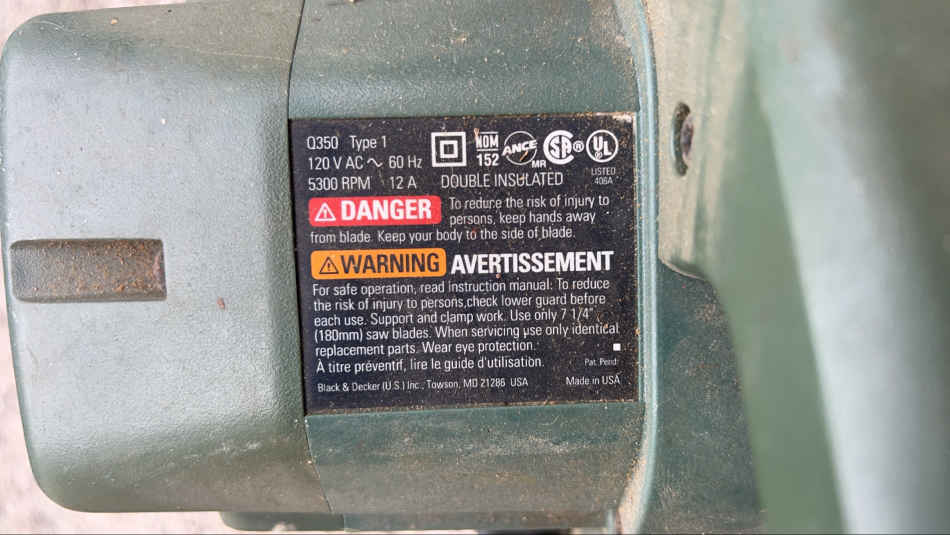 Q350 Type 1
120 V AC ~ 60 Hz
5300 RPM 12 A
NOM
152
ANCE
MR
SA®
UL
LISTED
406A
DOUBLE INSULATED
⚠ DANGER To reduce the risk of injury to
persons, keep hands away
from blade. Keep your body to the side of blade.
⚠ WARNING AVERTISSEMENT
For safe operation, read instruction manual. To reduce
the risk of injury to persons,check lower guard before
each use. Support and clamp work. Use only 7 1/4"
(180mm) saw blades. When servicing use only identical
replacement parts. Wear eye protection.
À titre préventif, lire le guide d'utilisation.
Pat. Pend.
Black & Decker (U.S.) Inc., Towson, MD 21286 USA Made in USA